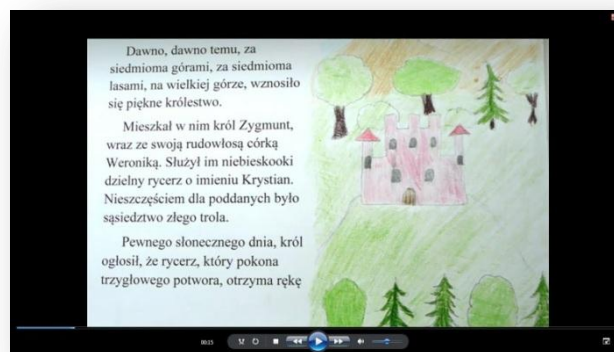 Dawno, dawno temu, za
siedmioma górami, za siedmioma
lasami, na wielkiej górze, wznosiło
się piękne królestwo.
Mieszkał w nim król Zygmunt,
wraz ze swoją rudowłosą córką
Weroniką. Służył im niebieskooki
dzielny rycerz o imieniu Krystian.
Nieszczęściem dla poddanych było
sąsiedztwo złego trola.
Pewnego słonecznego dnia, król
ogłosił, że rycerz, który pokona
trzygłowego potwora, otrzyma rękę
00:15